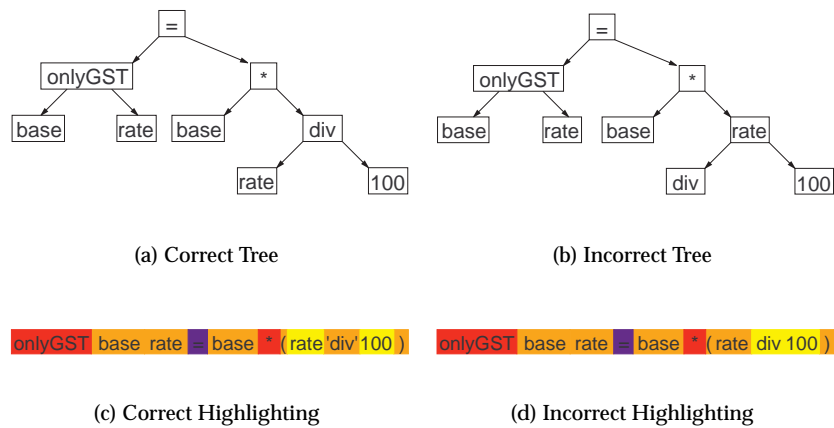 =
onlyGST *
base rate base div
rate 100
(a) Correct Tree
=
onlyGST *
base rate base rate
div 100
(b) Incorrect Tree
onlyGST base rate = base * ( rate 'div' 100 )
(c) Correct Highlighting
onlyGST base rate = base * ( rate div 100 )
(d) Incorrect Highlighting